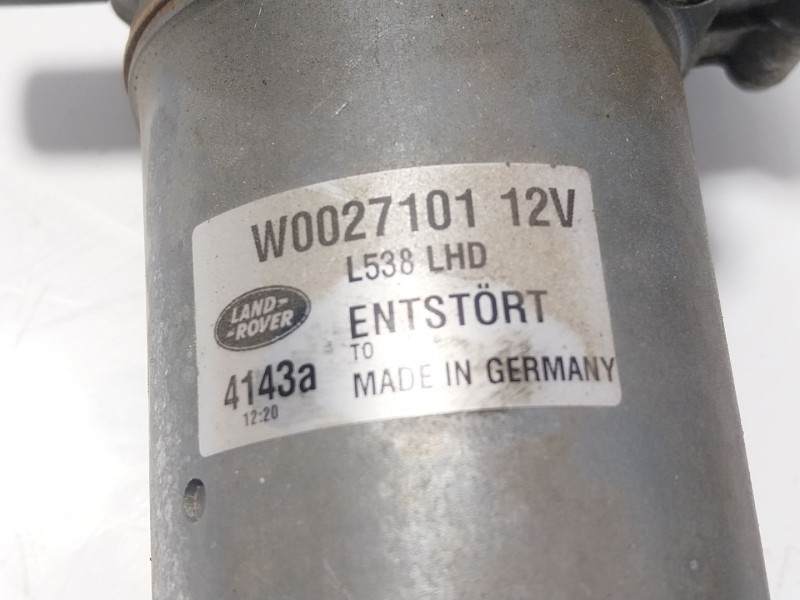 W0027101 12V
L538 LHD
LAND-
-ROVER
ENTSTÖRT
TO
4143a
MADE IN GERMANY
12:20